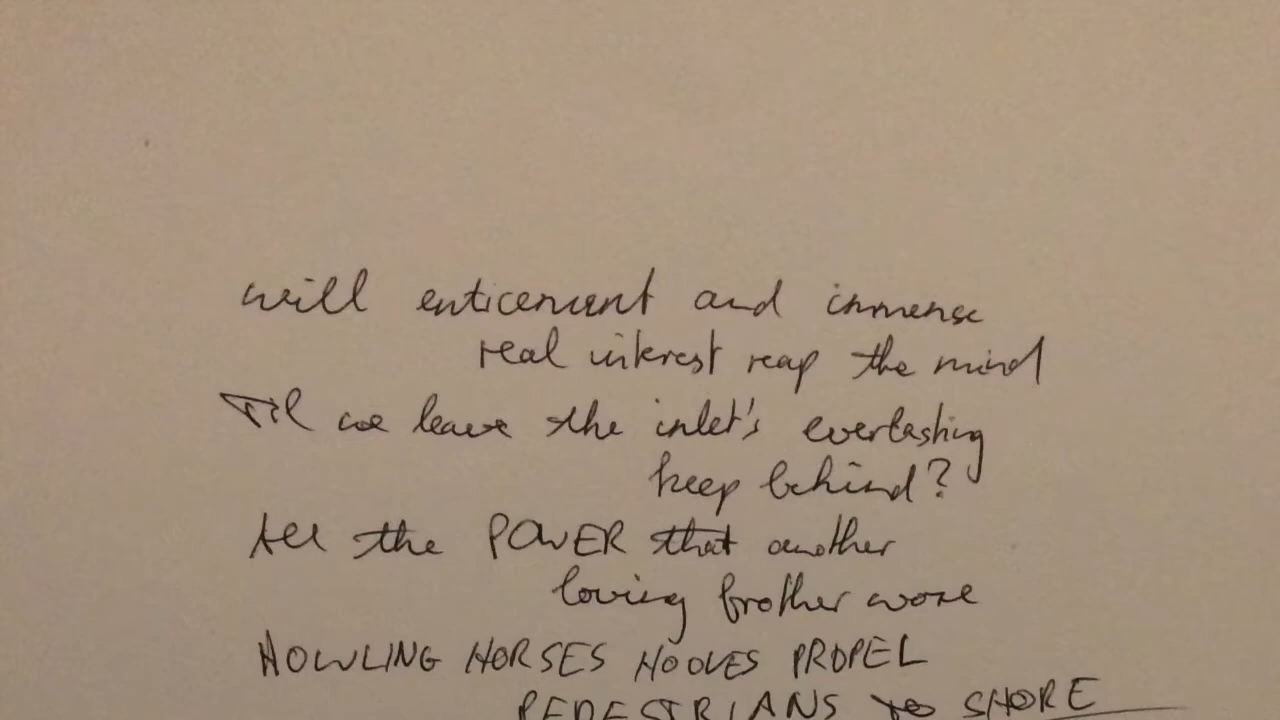 will enticement and immense
real interest reap the mind
Til we leave the inlet's everlasting
keep behind?
All the POWER that another
loving brother wore
HOWLING HORSES HOOVES PROPEL
PEDESTRIANS to SHORE